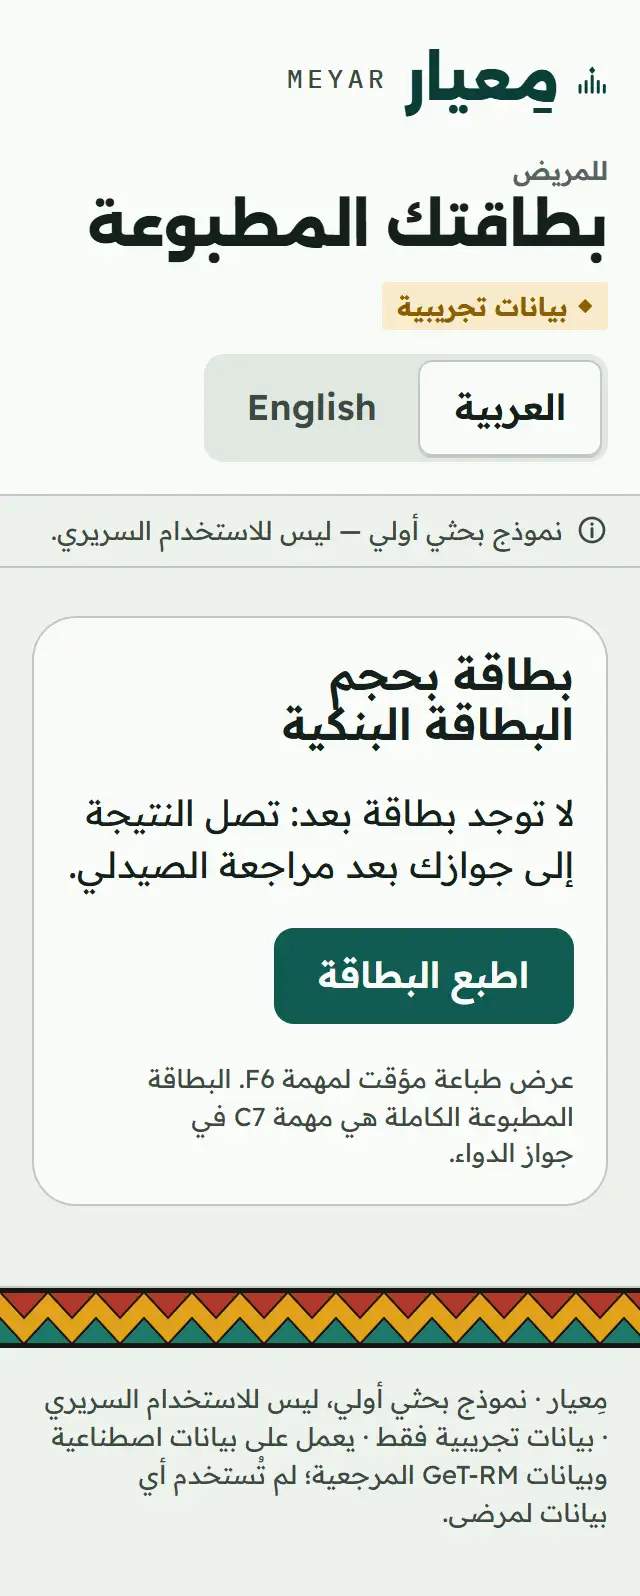 مِعيار MEYAR
للمريض
بطاقتك المطبوعة
بيانات تجريبية
العربية English
نموذج بحثي أولي — ليس للاستخدام السريري.
بطاقة بحجم
البطاقة البنكية
لا توجد بطاقة بعد: تصل النتيجة
إلى جوازك بعد مراجعة الصيدلي.
اطبع البطاقة
عرض طباعة مؤقت لمهمة F6. البطاقة
المطبوعة الكاملة هي مهمة C7 في
جواز الدواء.
مِعيار · نموذج بحثي أولي، ليس للاستخدام السريري
· بيانات تجريبية فقط · يعمل على بيانات اصطناعية
وبيانات GeT-RM المرجعية؛ لم تُستخدم أي
بيانات لمرضى.